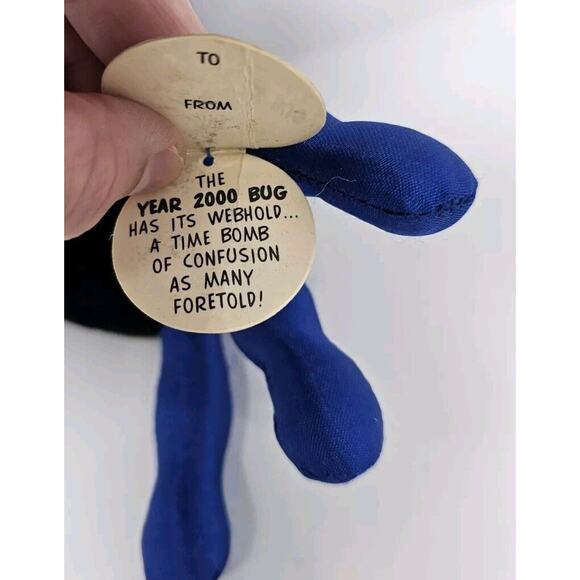 TO
FROM
THE
YEAR 2000 BUG
HAS ITS WEBHOLD...
A TIME BOMB
OF CONFUSION
AS MANY
FORETOLD!